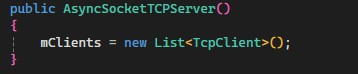 public AsyncSocketTCPServer()
{
mClients = new List<TcpClient>();
}